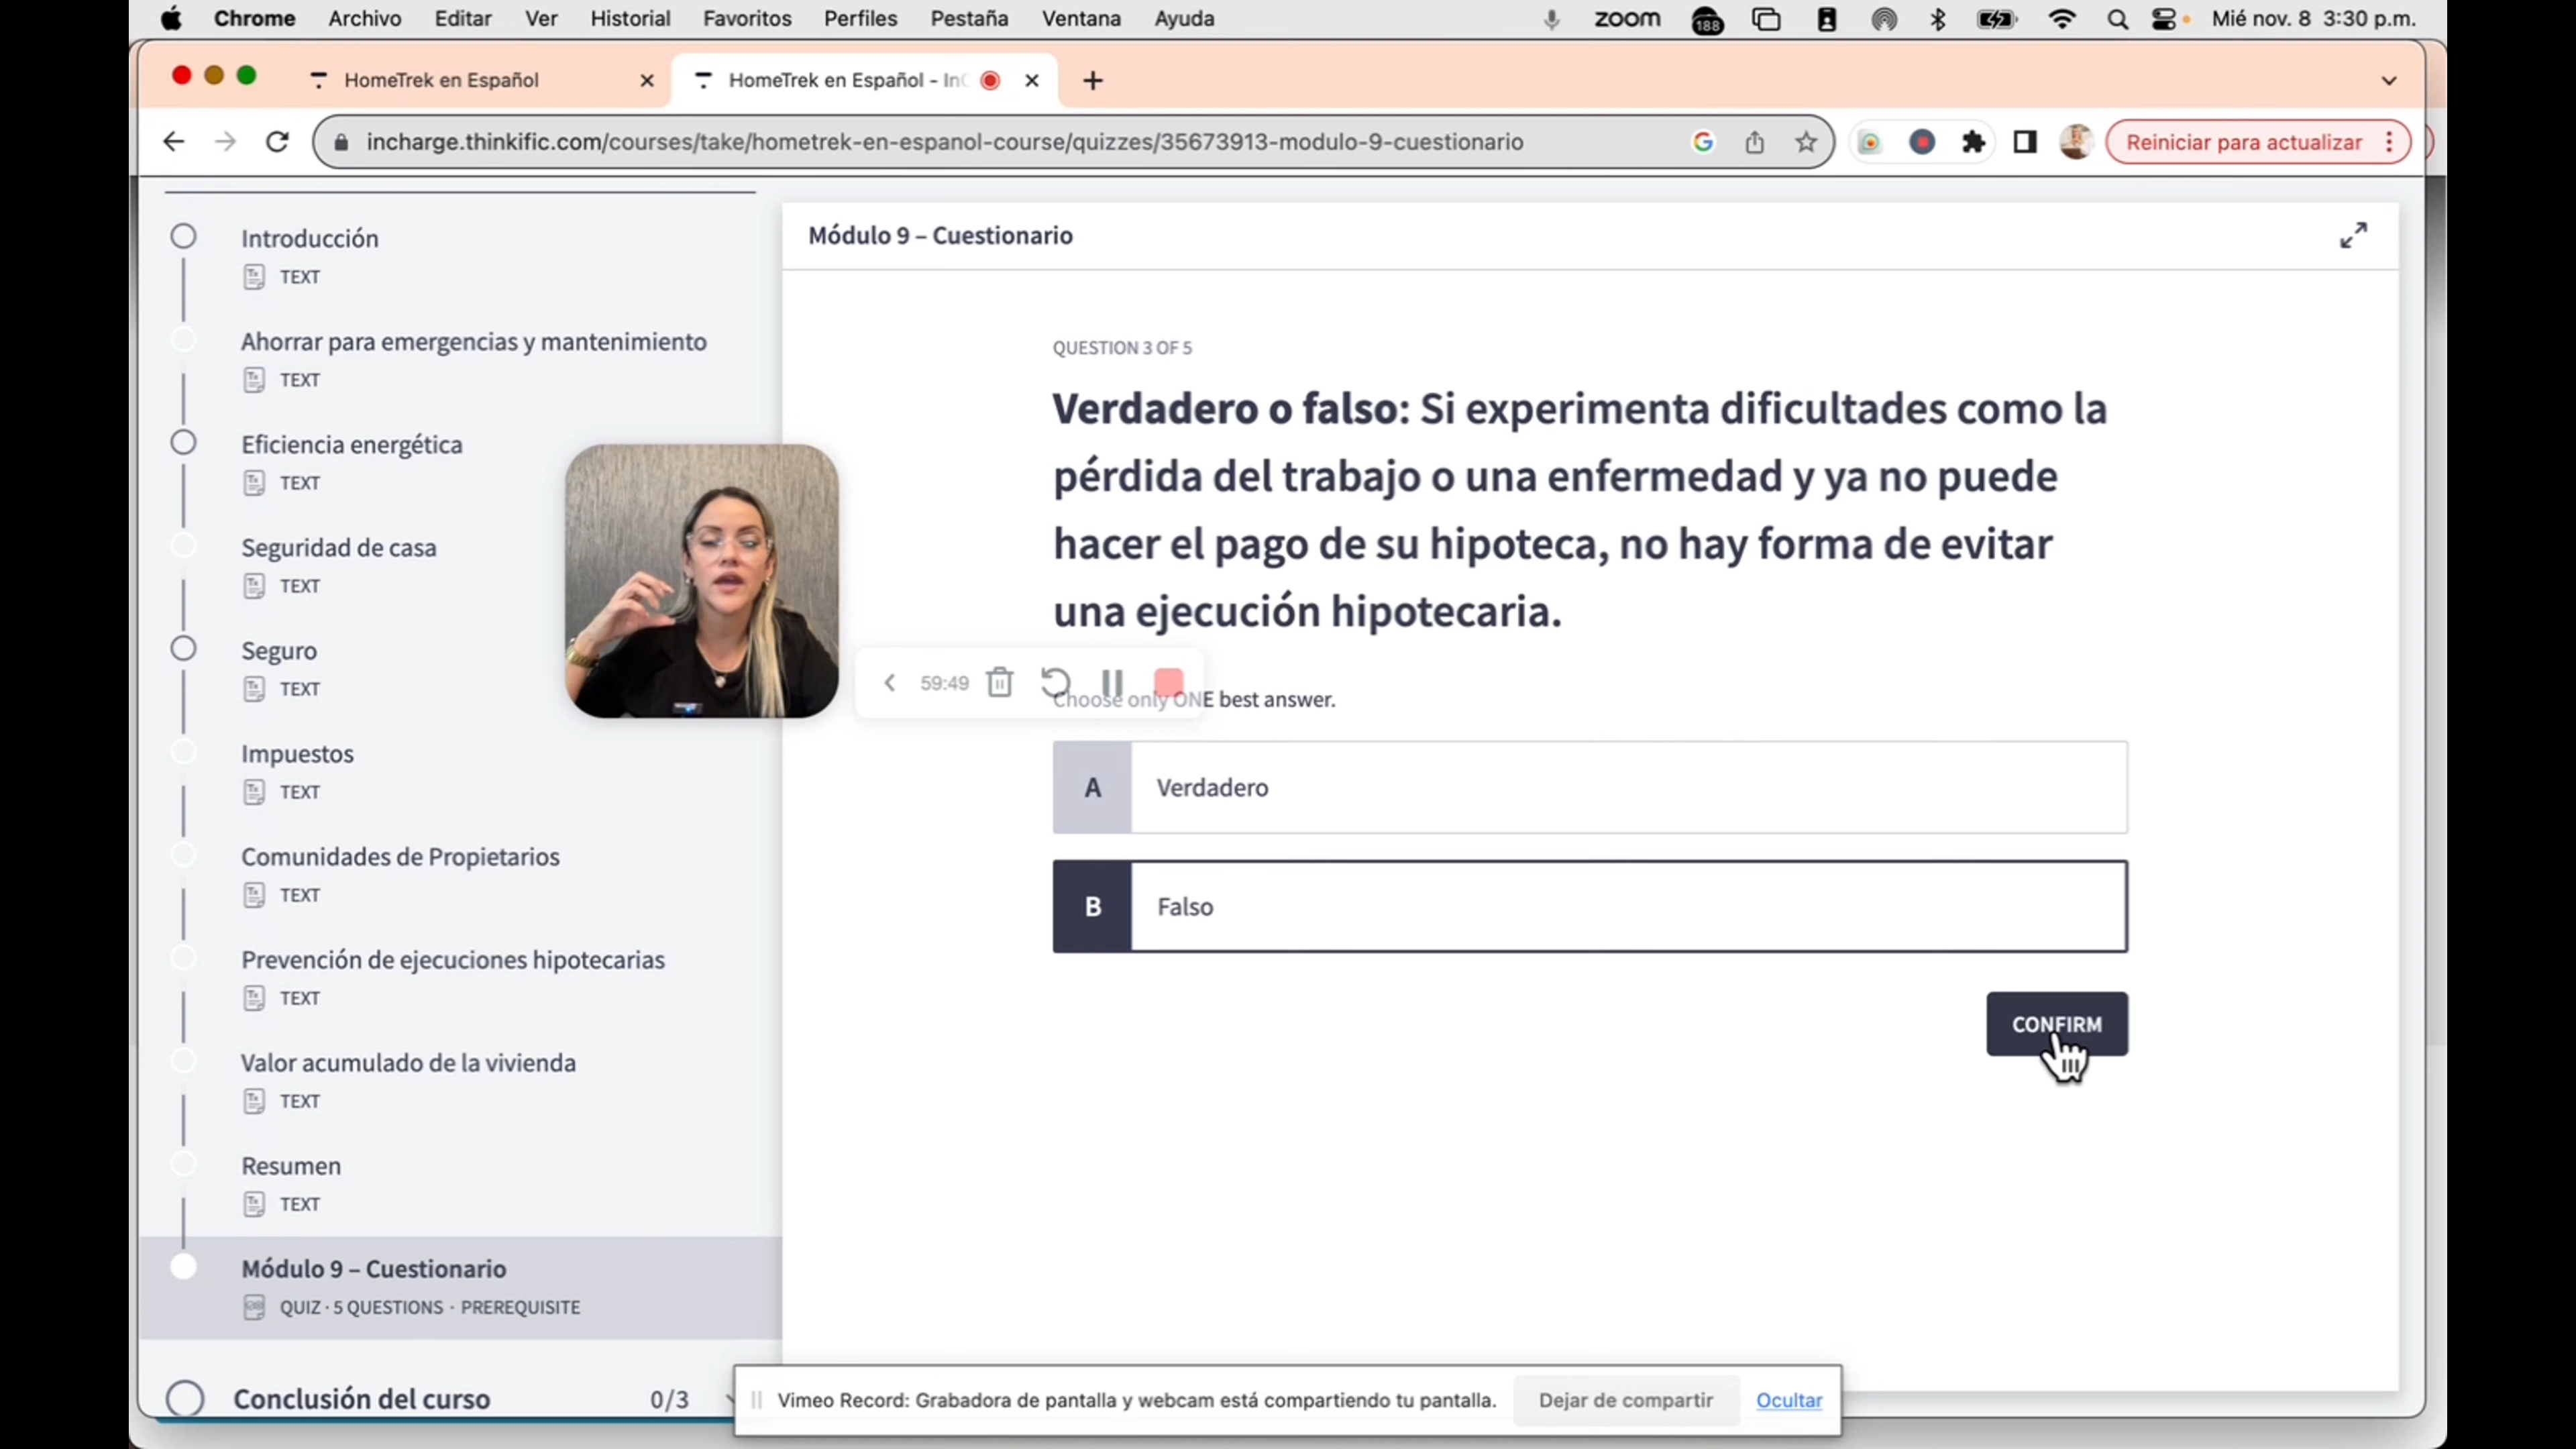 Chrome Archivo Editar Ver Historial Favoritos Perfiles Pestaña Ventana Ayuda zoom 188 Mié nov. 8 3:30 p.m.
HomeTrek en Español
HomeTrek en Español - In
incharge.thinkific.com/courses/take/hometrek-en-espanol-course/quizzes/35673913-modulo-9-cuestionario
Reiniciar para actualizar
Introducción
TEXT
Ahorrar para emergencias y mantenimiento
TEXT
Eficiencia energética
TEXT
Seguridad de casa
TEXT
Seguro
TEXT
Impuestos
TEXT
Comunidades de Propietarios
TEXT
Prevención de ejecuciones hipotecarias
TEXT
Valor acumulado de la vivienda
TEXT
Resumen
TEXT
Módulo 9 – Cuestionario
QUIZ · 5 QUESTIONS · PREREQUISITE
Conclusión del curso 0/3
Módulo 9 – Cuestionario
QUESTION 3 OF 5
Verdadero o falso: Si experimenta dificultades como la
pérdida del trabajo o una enfermedad y ya no puede
hacer el pago de su hipoteca, no hay forma de evitar
una ejecución hipotecaria.
59:49
Choose only ONE best answer.
A Verdadero
B Falso
CONFIRM
Vimeo Record: Grabadora de pantalla y webcam está compartiendo tu pantalla. Dejar de compartir Ocultar